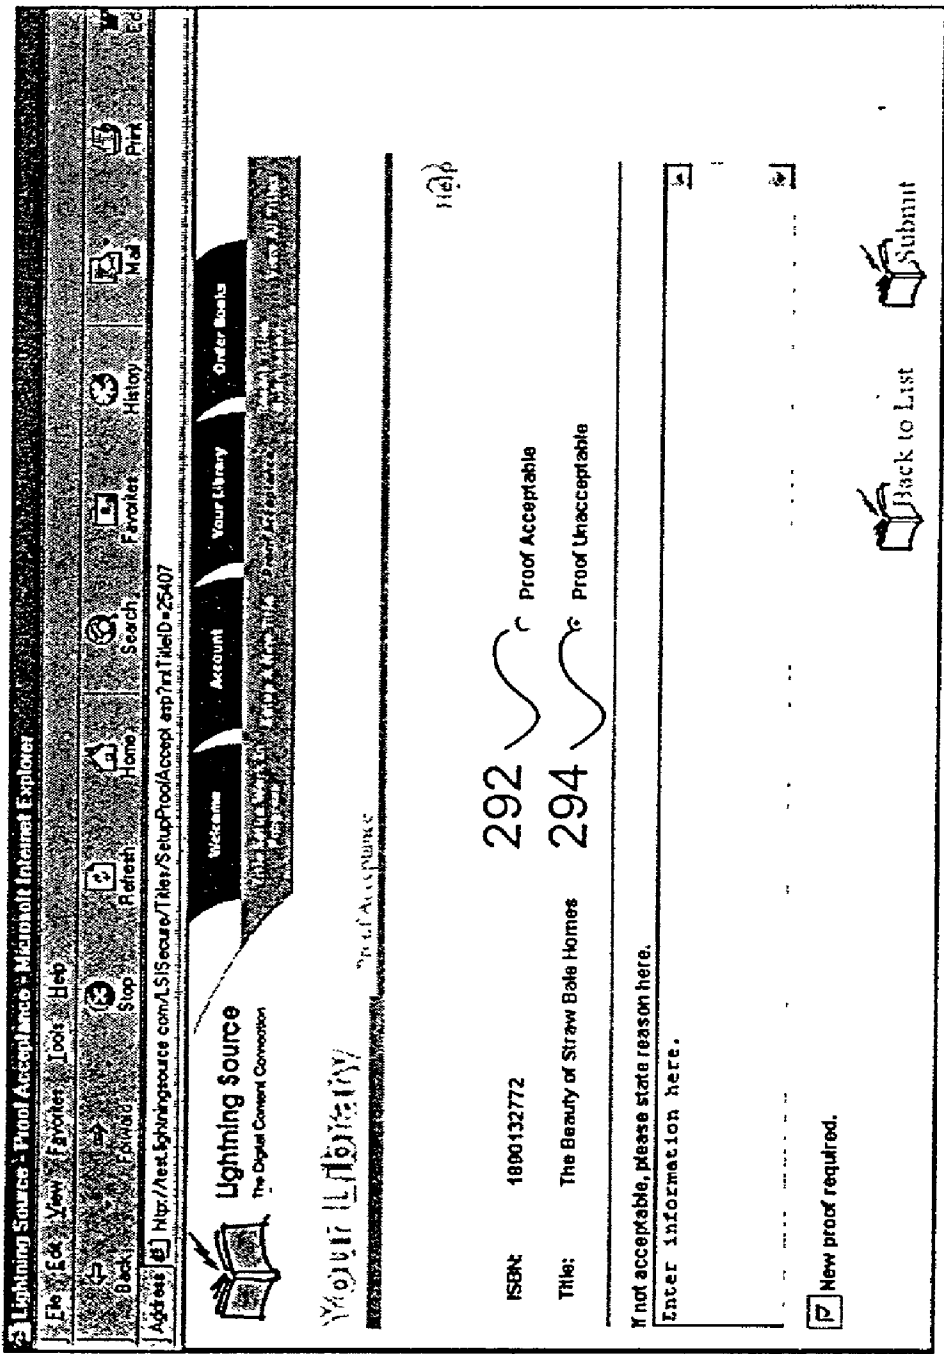 Lightning Source - Proof Acceptance - Microsoft Internet Explorer
File Edit View Favorites Tools Help
Back Forward Stop Refresh Home Search Favorites History Mail Print
Address http://test.lightningsource.com/LSISecure/Titles/SetupProofAccept.asp?intTitleID=25407
Lightning Source
The Digital Content Connection
Welcome Account Your Library Order Books
Proof Acceptance
Your Library
Proof Acceptance
Help
ISBN: 1890132772 292 Proof Acceptable
Title: The Beauty of Straw Bale Homes 294 Proof Unacceptable
If not acceptable, please state reason here.
Enter information here.
New proof required.
Back to List Submit